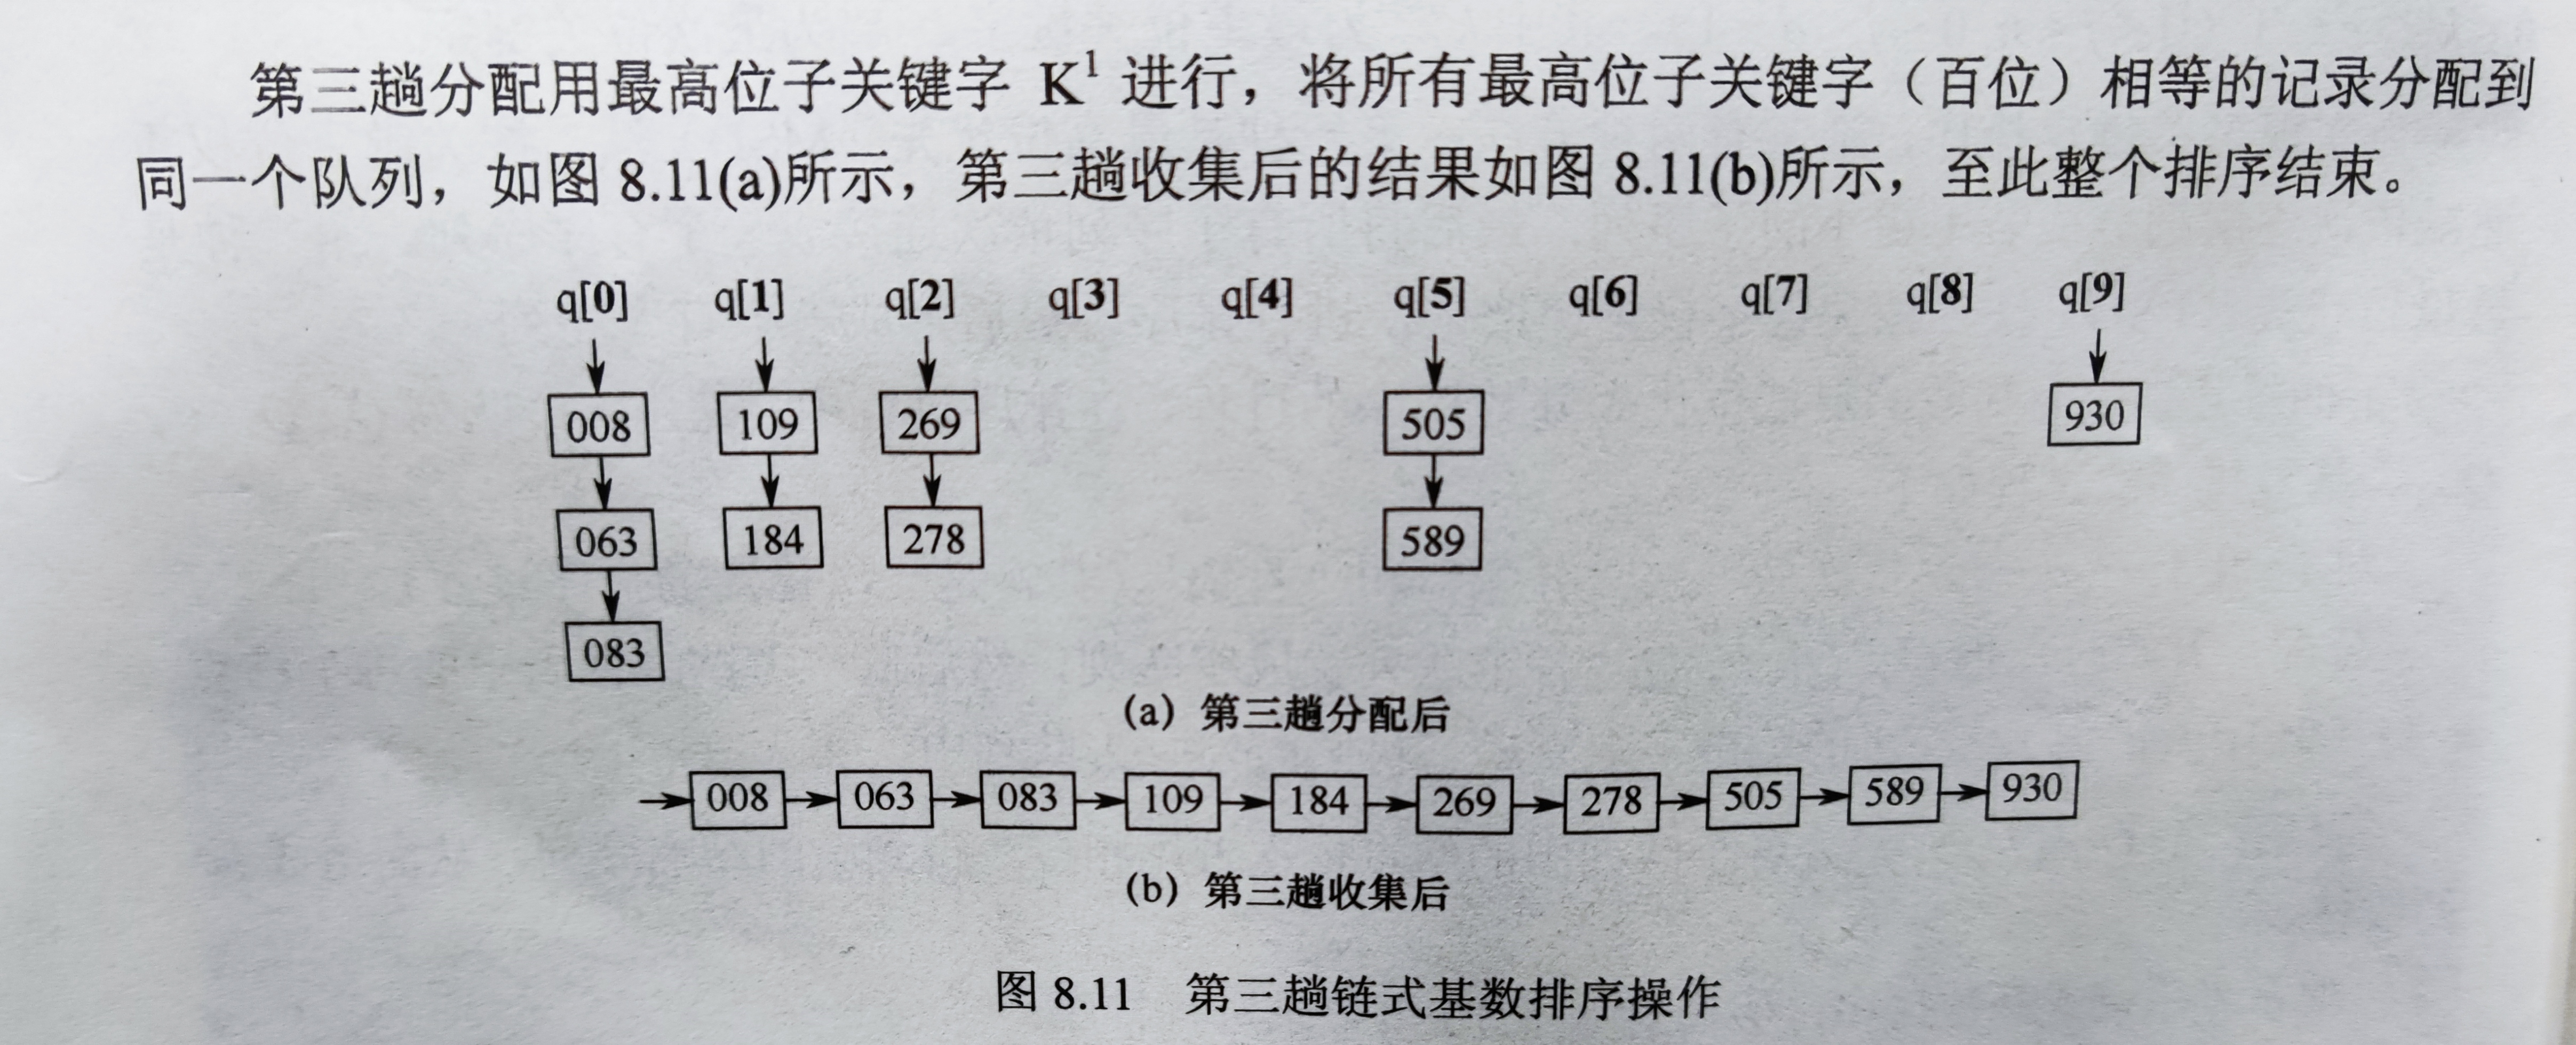 第三趟分配用最高位子关键字 K¹ 进行，将所有最高位子关键字（百位）相等的记录分配到
同一个队列，如图 8.11(a)所示，第三趟收集后的结果如图 8.11(b)所示，至此整个排序结束。
q[0] q[1] q[2] q[3] q[4] q[5] q[6] q[7] q[8] q[9]
008 109 269 505 930
063 184 278 589
083
(a) 第三趟分配后
008 063 083 109 184 269 278 505 589 930
(b) 第三趟收集后
图 8.11 第三趟链式基数排序操作